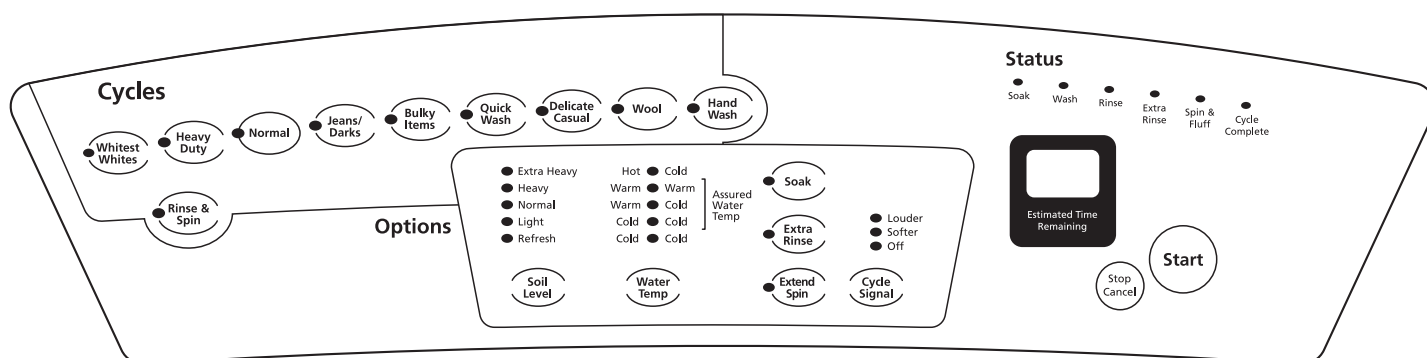 Cycles
Whitest
Whites
Heavy
Duty
Normal
Jeans/
Darks
Bulky
Items
Quick
Wash
Delicate
Casual
Wool
Hand
Wash
Rinse &
Spin
Options
Extra Heavy
Heavy
Normal
Light
Refresh
Soil
Level
Hot Cold
Warm Warm
Warm Cold
Cold Cold
Cold Cold
Assured
Water
Temp
Water
Temp
Soak
Extra
Rinse
Extend
Spin
Louder
Softer
Off
Cycle
Signal
Status
Soak
Wash
Rinse
Extra
Rinse
Spin &
Fluff
Cycle
Complete
Estimated Time
Remaining
Stop
Cancel
Start